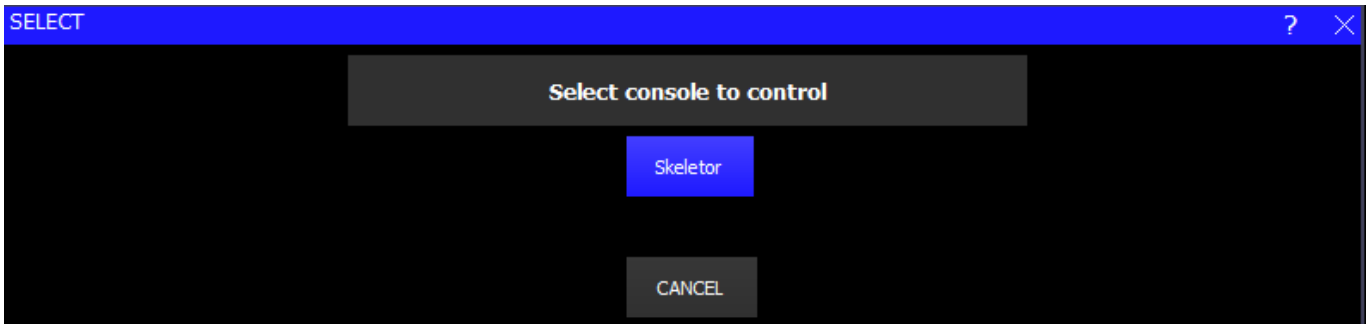 SELECT ?
Select console to control
Skeletor
CANCEL